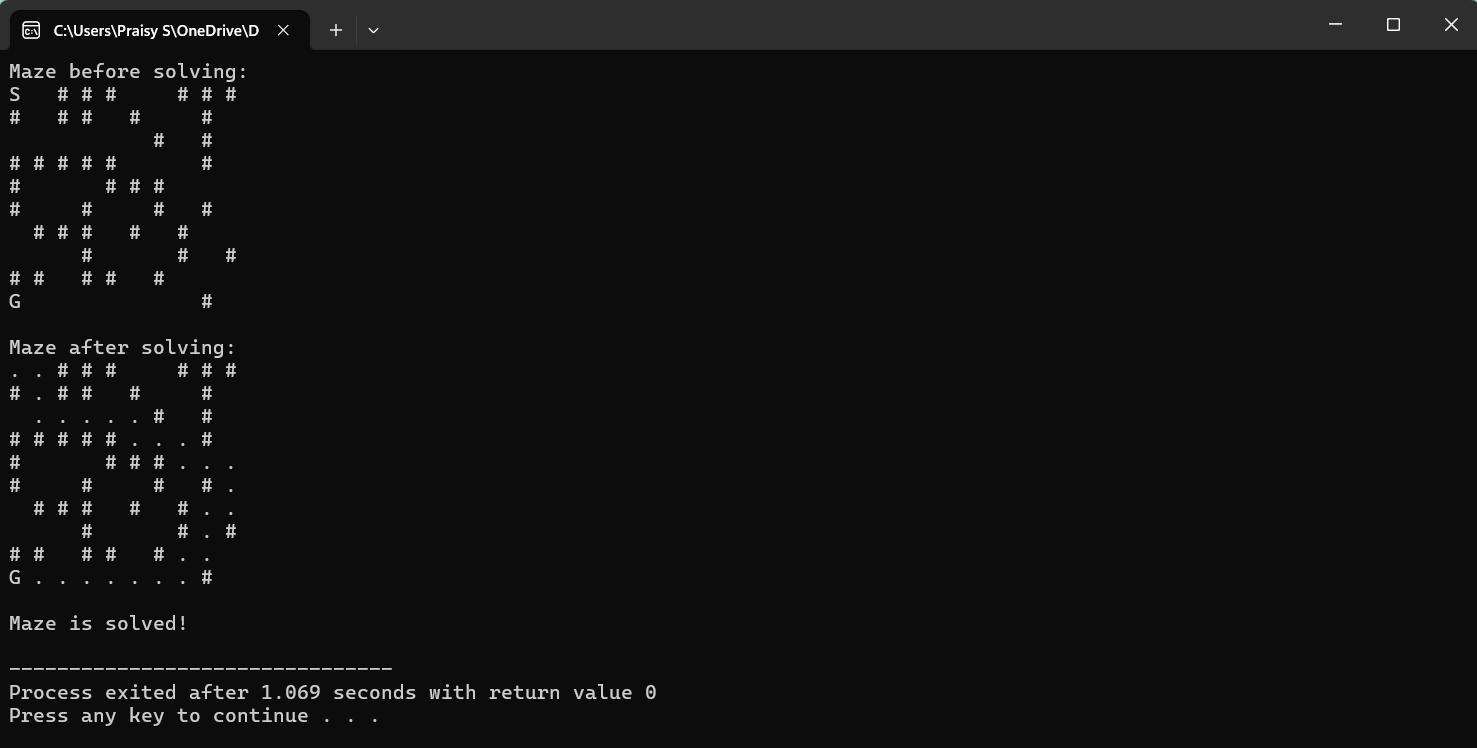 C:\Users\Praisy S\OneDrive\D
Maze before solving:
S   # # #     # # #
#   # #   #     #
            #   #
# # # # #       #
#       # # #
#     #     #   #
  # # #   #   #
      #       #   #
# #   # #   #
G               #
Maze after solving:
. . # # #     # # #
# . # #   #     #
  . . . . . #   #
# # # # # . . . #
#       # # # . . .
#     #     #   # .
  # # #   #   # . .
      #       # . #
# #   # #   # . .
G . . . . . . . #
Maze is solved!
--------------------------------
Process exited after 1.069 seconds with return value 0
Press any key to continue . . .